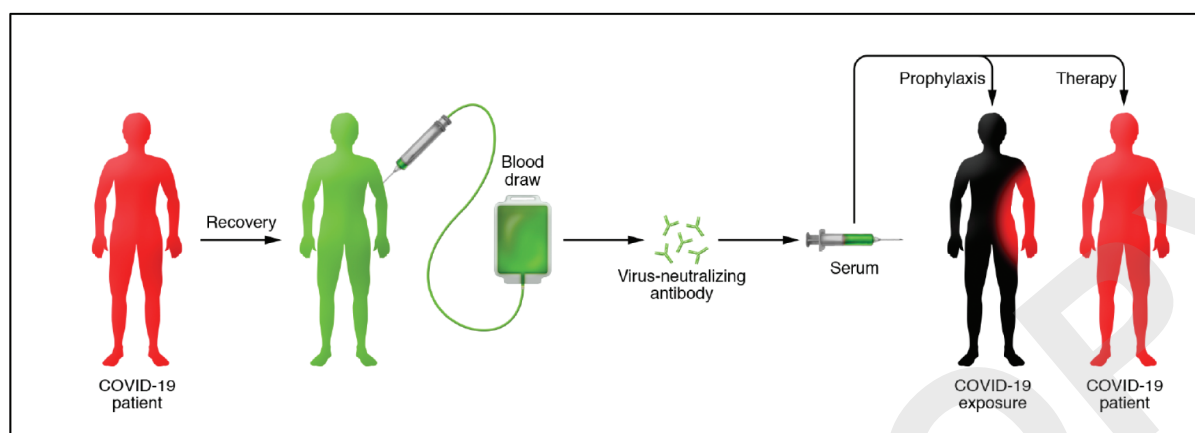 COVID-19
patient
Recovery
Blood
draw
Virus-neutralizing
antibody
Serum
Prophylaxis
Therapy
COVID-19
exposure
COVID-19
patient